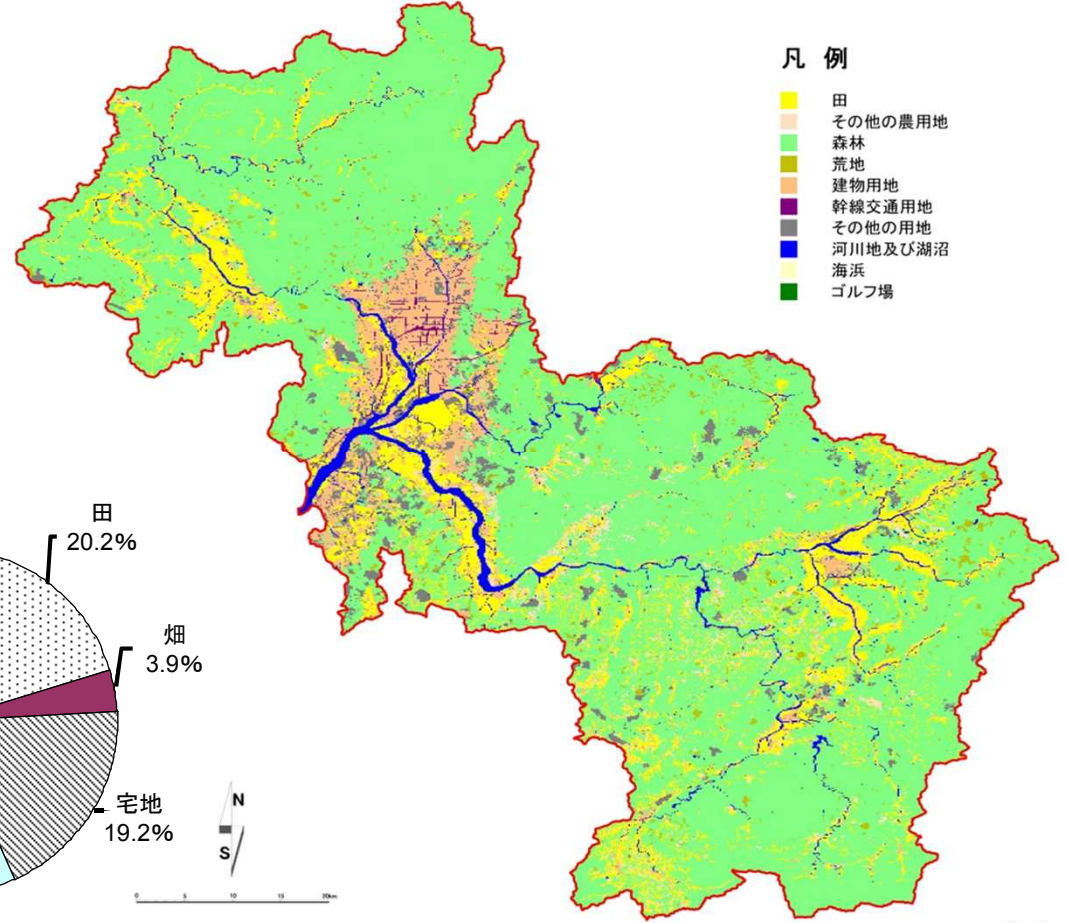 凡 例
田
その他の農用地
森林
荒地
建物用地
幹線交通用地
その他の用地
河川地及び湖沼
海浜
ゴルフ場
田
20.2%
畑
3.9%
宅地
19.2%
N
S
0 5 10 15 20km